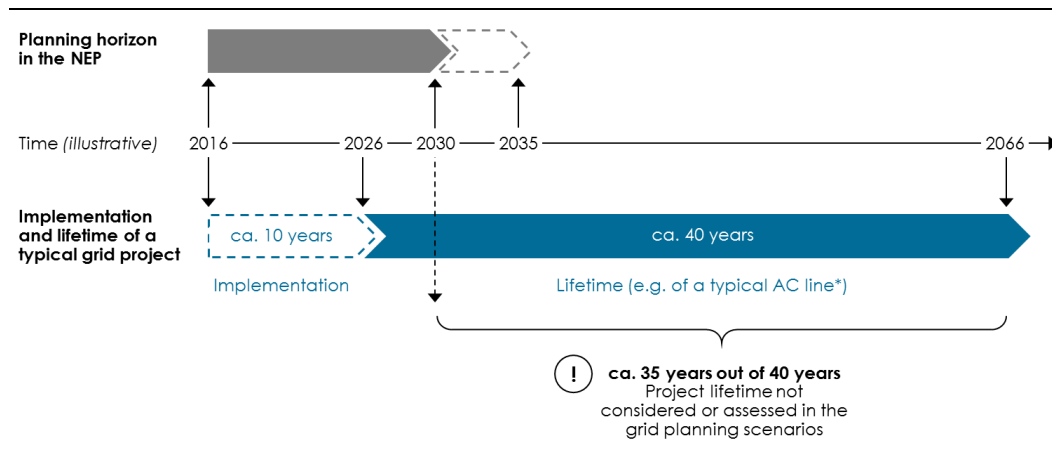 Planning horizon
in the NEP
Time (illustrative) 2016 2026 2030 2035 2066
Implementation
and lifetime of a
typical grid project
ca. 10 years ca. 40 years
Implementation Lifetime (e.g. of a typical AC line*)
! ca. 35 years out of 40 years
Project lifetime not
considered or assessed in the
grid planning scenarios